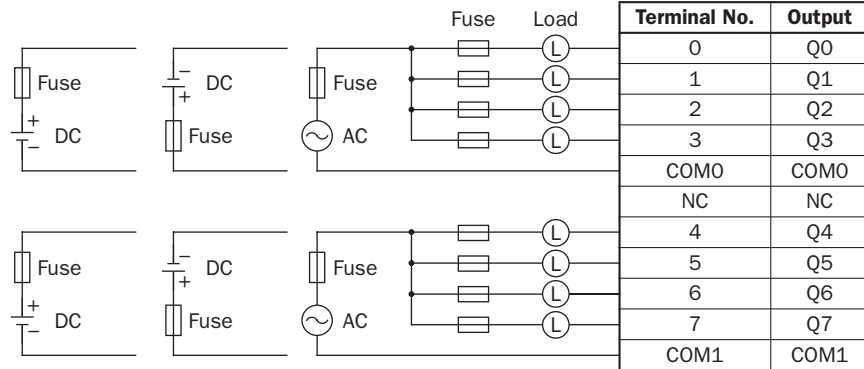 Fuse Load Terminal No. Output
0 Q0
Fuse DC Fuse 1 Q1
2 Q2
DC Fuse AC 3 Q3
COM0 COM0
NC NC
L L L L
4 Q4
Fuse DC Fuse 5 Q5
6 Q6
DC Fuse AC 7 Q7
COM1 COM1
L L L L
+ − − + + − − +